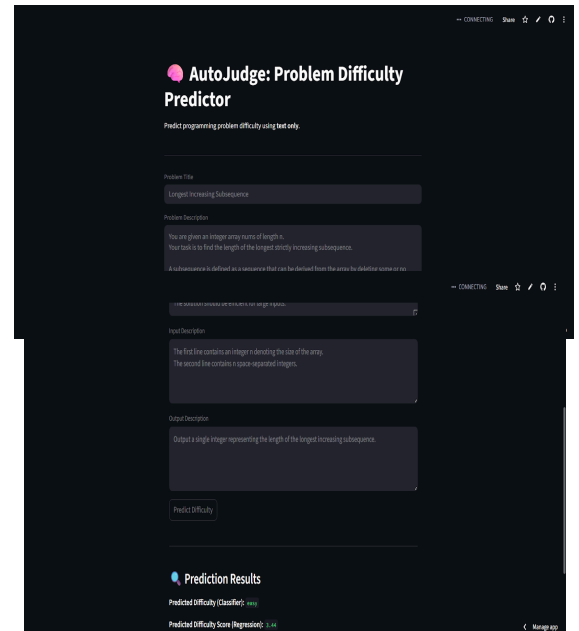 CONNECTING Share
AutoJudge: Problem Difficulty
Predictor
Predict programming problem difficulty using text only.
Problem Title
Longest Increasing Subsequence
Problem Description
You are given an integer array nums of length n.
Your task is to find the length of the longest strictly increasing subsequence.
A subsequence is defined as a sequence that can be derived from the array by deleting some or no
CONNECTING Share
The solution should be efficient for large inputs.
Input Description
The first line contains an integer n denoting the size of the array.
The second line contains n space-separated integers.
Output Description
Output a single integer representing the length of the longest increasing subsequence.
Predict Difficulty
Prediction Results
Predicted Difficulty (Classifier): easy
Predicted Difficulty Score (Regression): 3.44
< Manage app